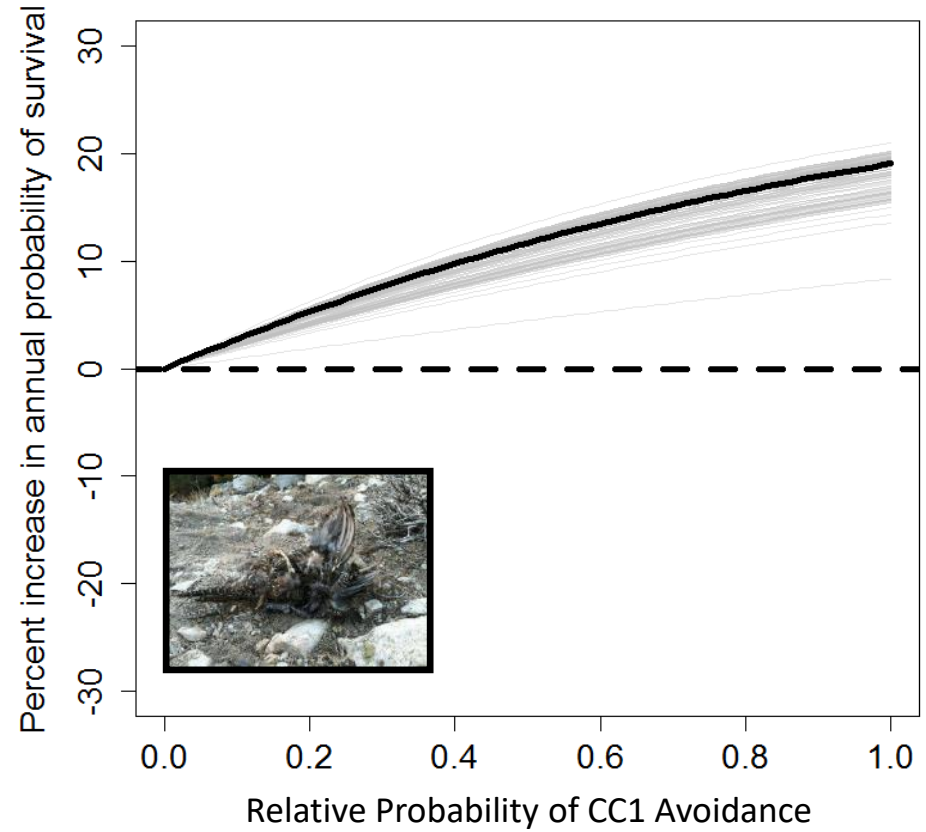 Percent increase in annual probability of survival
30
20
10
0
-10
-20
-30
0.0 0.2 0.4 0.6 0.8 1.0
Relative Probability of CC1 Avoidance